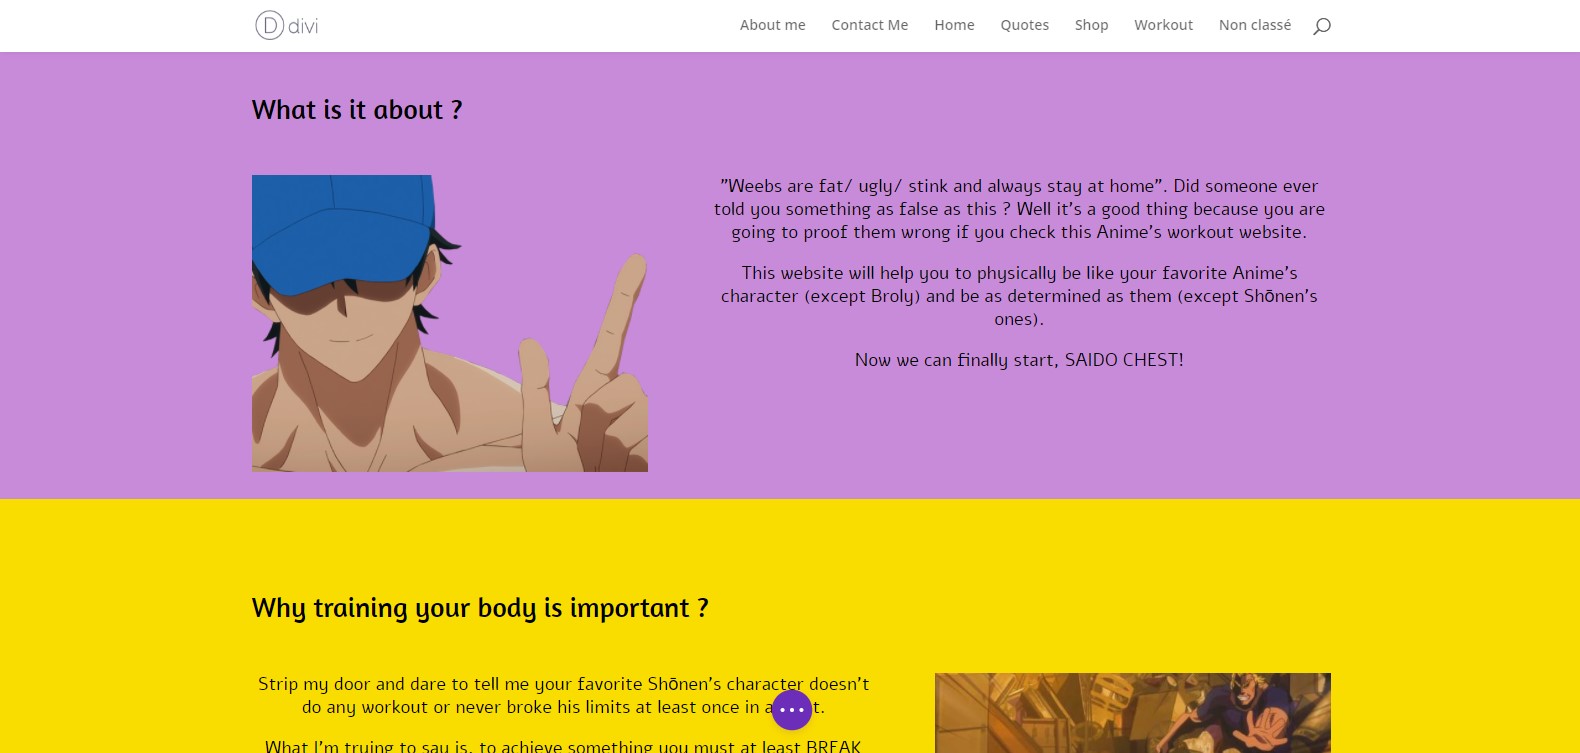 D divi
About me Contact Me Home Quotes Shop Workout Non classé
What is it about ?
"Weebs are fat/ ugly/ stink and always stay at home". Did someone ever
told you something as false as this ? Well it's a good thing because you are
going to proof them wrong if you check this Anime's workout website.
This website will help you to physically be like your favorite Anime's
character (except Broly) and be as determined as them (except Shōnen's
ones).
Now we can finally start, SAIDO CHEST!
Why training your body is important ?
Strip my door and dare to tell me your favorite Shōnen's character doesn't
do any workout or never broke his limits at least once in a t.
What I'm trying to say is, to achieve something you must at least BREAK